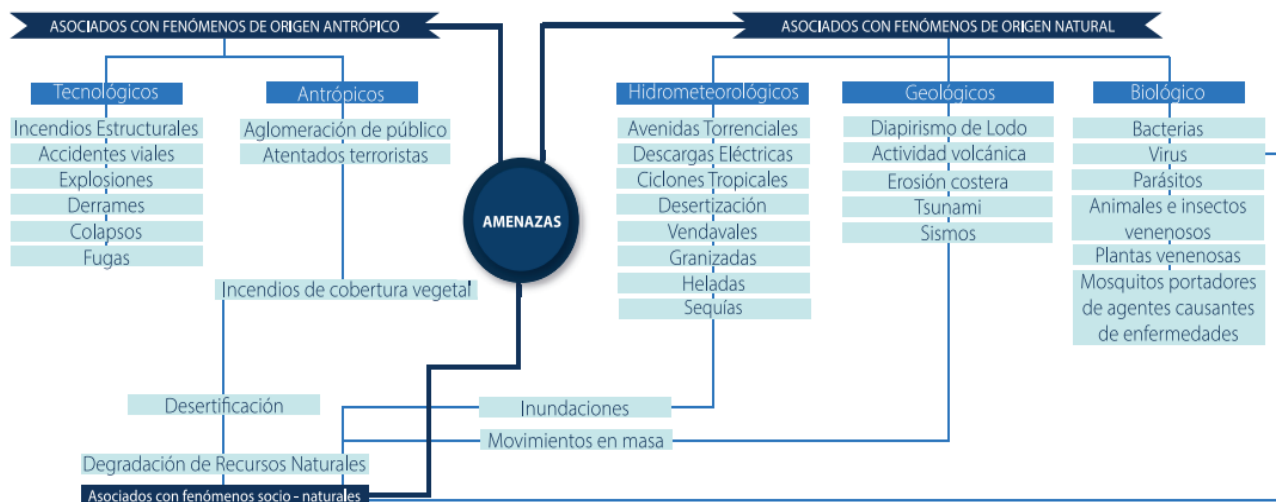 ASOCIADOS CON FENÓMENOS DE ORIGEN ANTRÓPICO
Tecnológicos
Incendios Estructurales
Accidentes viales
Explosiones
Derrames
Colapsos
Fugas
Antrópicos
Aglomeración de público
Atentados terroristas
Incendios de cobertura vegetal
Desertificación
Degradación de Recursos Naturales
Asociados con fenómenos socio - naturales
AMENAZAS
ASOCIADOS CON FENÓMENOS DE ORIGEN NATURAL
Hidrometeorológicos
Avenidas Torrenciales
Descargas Eléctricas
Ciclones Tropicales
Desertización
Vendavales
Granizadas
Heladas
Sequías
Inundaciones
Movimientos en masa
Geológicos
Diapirismo de Lodo
Actividad volcánica
Erosión costera
Tsunami
Sismos
Biológico
Bacterias
Virus
Parásitos
Animales e insectos
venenosos
Plantas venenosas
Mosquitos portadores
de agentes causantes
de enfermedades